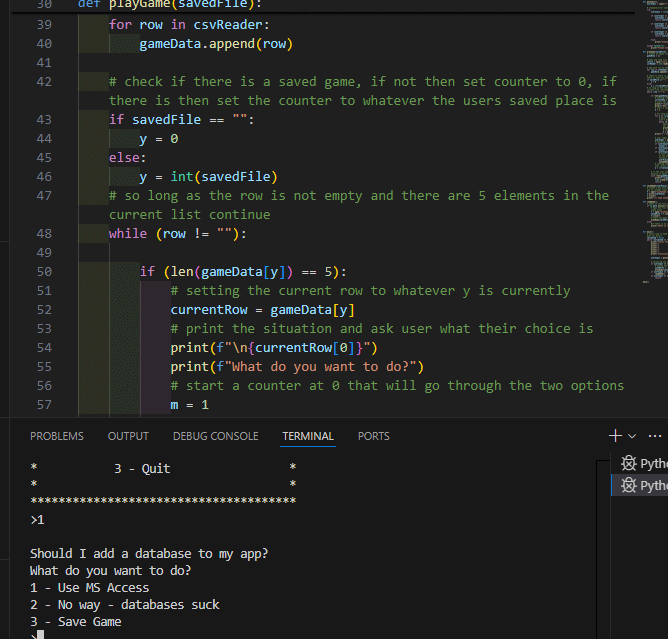 30 def playGame(savedFile):
39 for row in csvReader:
40 gameData.append(row)
41
42 # check if there is a saved game, if not then set counter to 0, if
there is then set the counter to whatever the users saved place is
43 if savedFile == "":
44 y = 0
45 else:
46 y = int(savedFile)
47 # so long as the row is not empty and there are 5 elements in the
current list continue
48 while (row != ""):
49
50 if (len(gameData[y]) == 5):
51 # setting the current row to whatever y is currently
52 currentRow = gameData[y]
53 # print the situation and ask user what their choice is
54 print(f"\n{currentRow[0]}")
55 print(f"What do you want to do?")
56 # start a counter at 0 that will go through the two options
57 m = 1
PROBLEMS OUTPUT DEBUG CONSOLE TERMINAL PORTS
* 3 - Quit *
* *
**************************************
>1
Should I add a database to my app?
What do you want to do?
1 - Use MS Access
2 - No way - databases suck
3 - Save Game
>